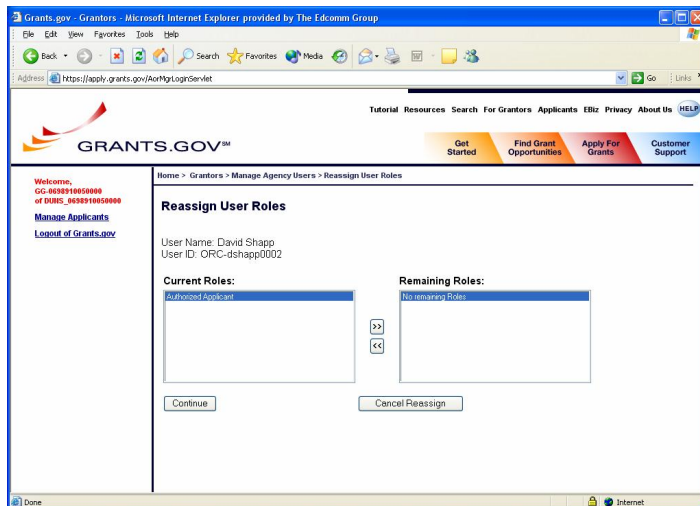 Grants.gov - Grantors - Microsoft Internet Explorer provided by The Edcomm Group
File Edit View Favorites Tools Help
Back Search Favorites Media
Address https://apply.grants.gov/AorMgrLoginServlet Go Links
Tutorial Resources Search For Grantors Applicants EBiz Privacy About Us HELP
GRANTS.GOV℠
Get Started
Find Grant Opportunities
Apply For Grants
Customer Support
Welcome,
GG-0698910050000
of DUNS_0698910050000
Manage Applicants
Logout of Grants.gov
Home > Grantors > Manage Agency Users > Reassign User Roles
Reassign User Roles
User Name: David Shapp
User ID: ORC-dshapp0002
Current Roles: Remaining Roles:
Authorized Applicant No remaining Roles
>>
<<
Continue Cancel Reassign
Done Internet